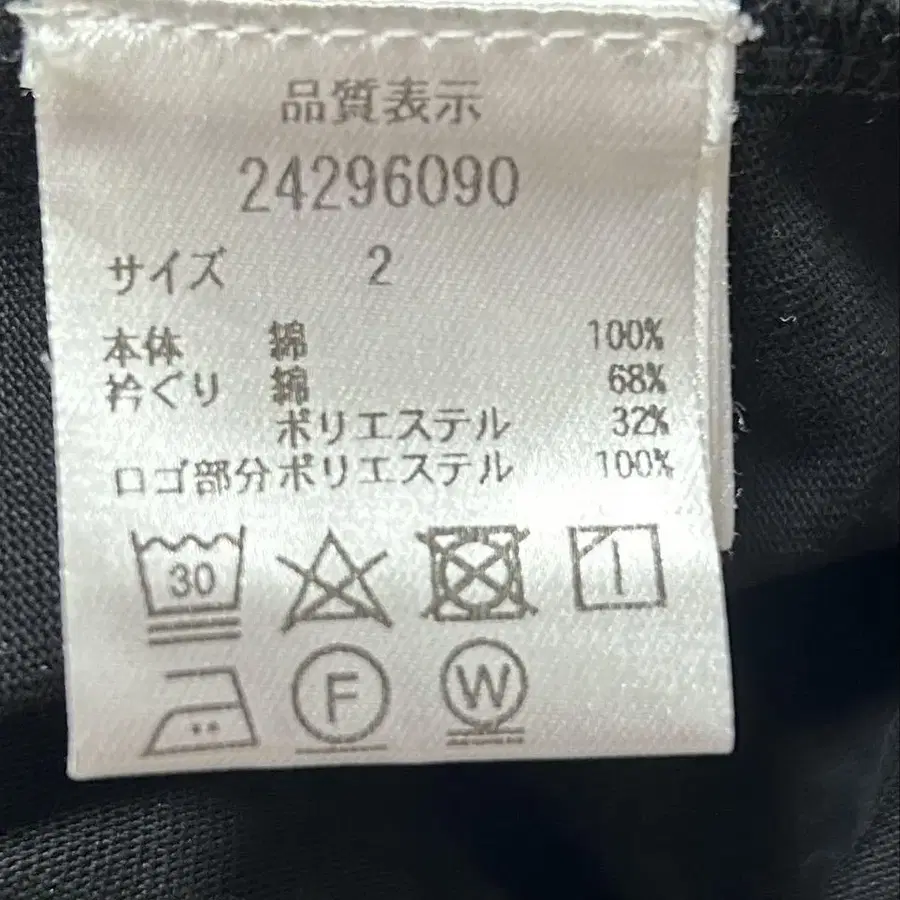 品質表示
24296090
サイズ 2
本体 綿 100%
衿ぐり 綿 68%
ポリエステル 32%
ロゴ部分 ポリエステル 100%
30
F W